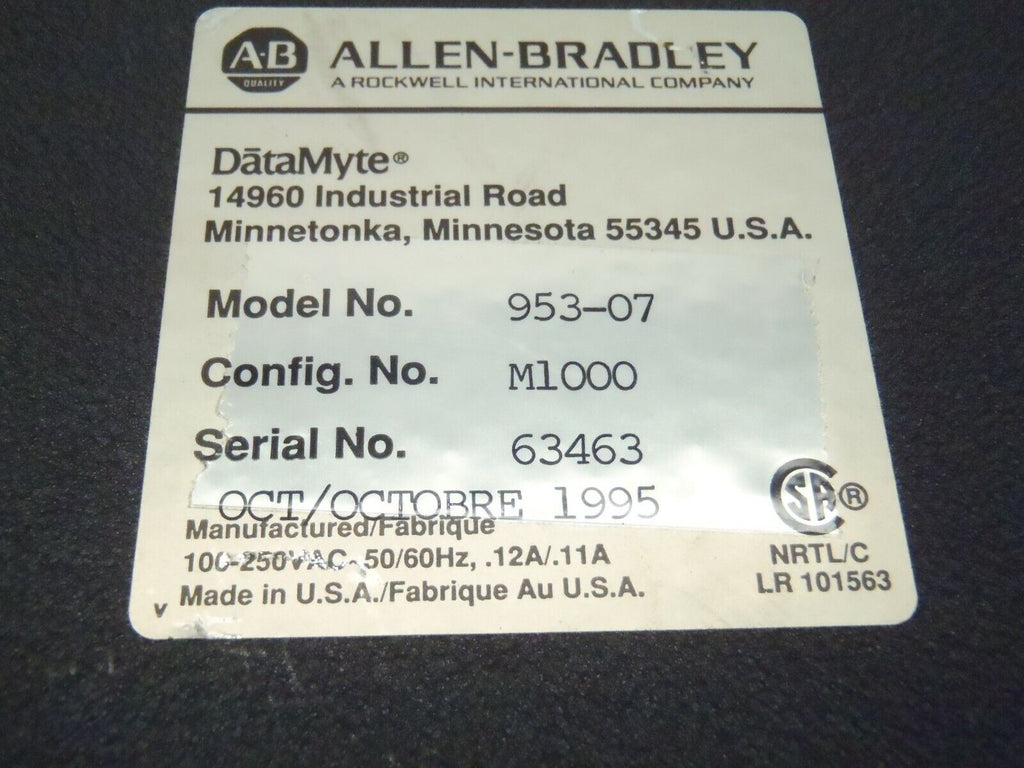 A·B
QUALITY
ALLEN-BRADLEY
A ROCKWELL INTERNATIONAL COMPANY
DātaMyte®
14960 Industrial Road
Minnetonka, Minnesota 55345 U.S.A.
Model No. 953-07
Config. No. M1000
Serial No. 63463
OCT/OCTOBRE 1995
Manufactured/Fabrique
100-250VAC~50/60Hz, .12A/.11A
Made in U.S.A./Fabrique Au U.S.A.
v
SA®
NRTL/C
LR 101563